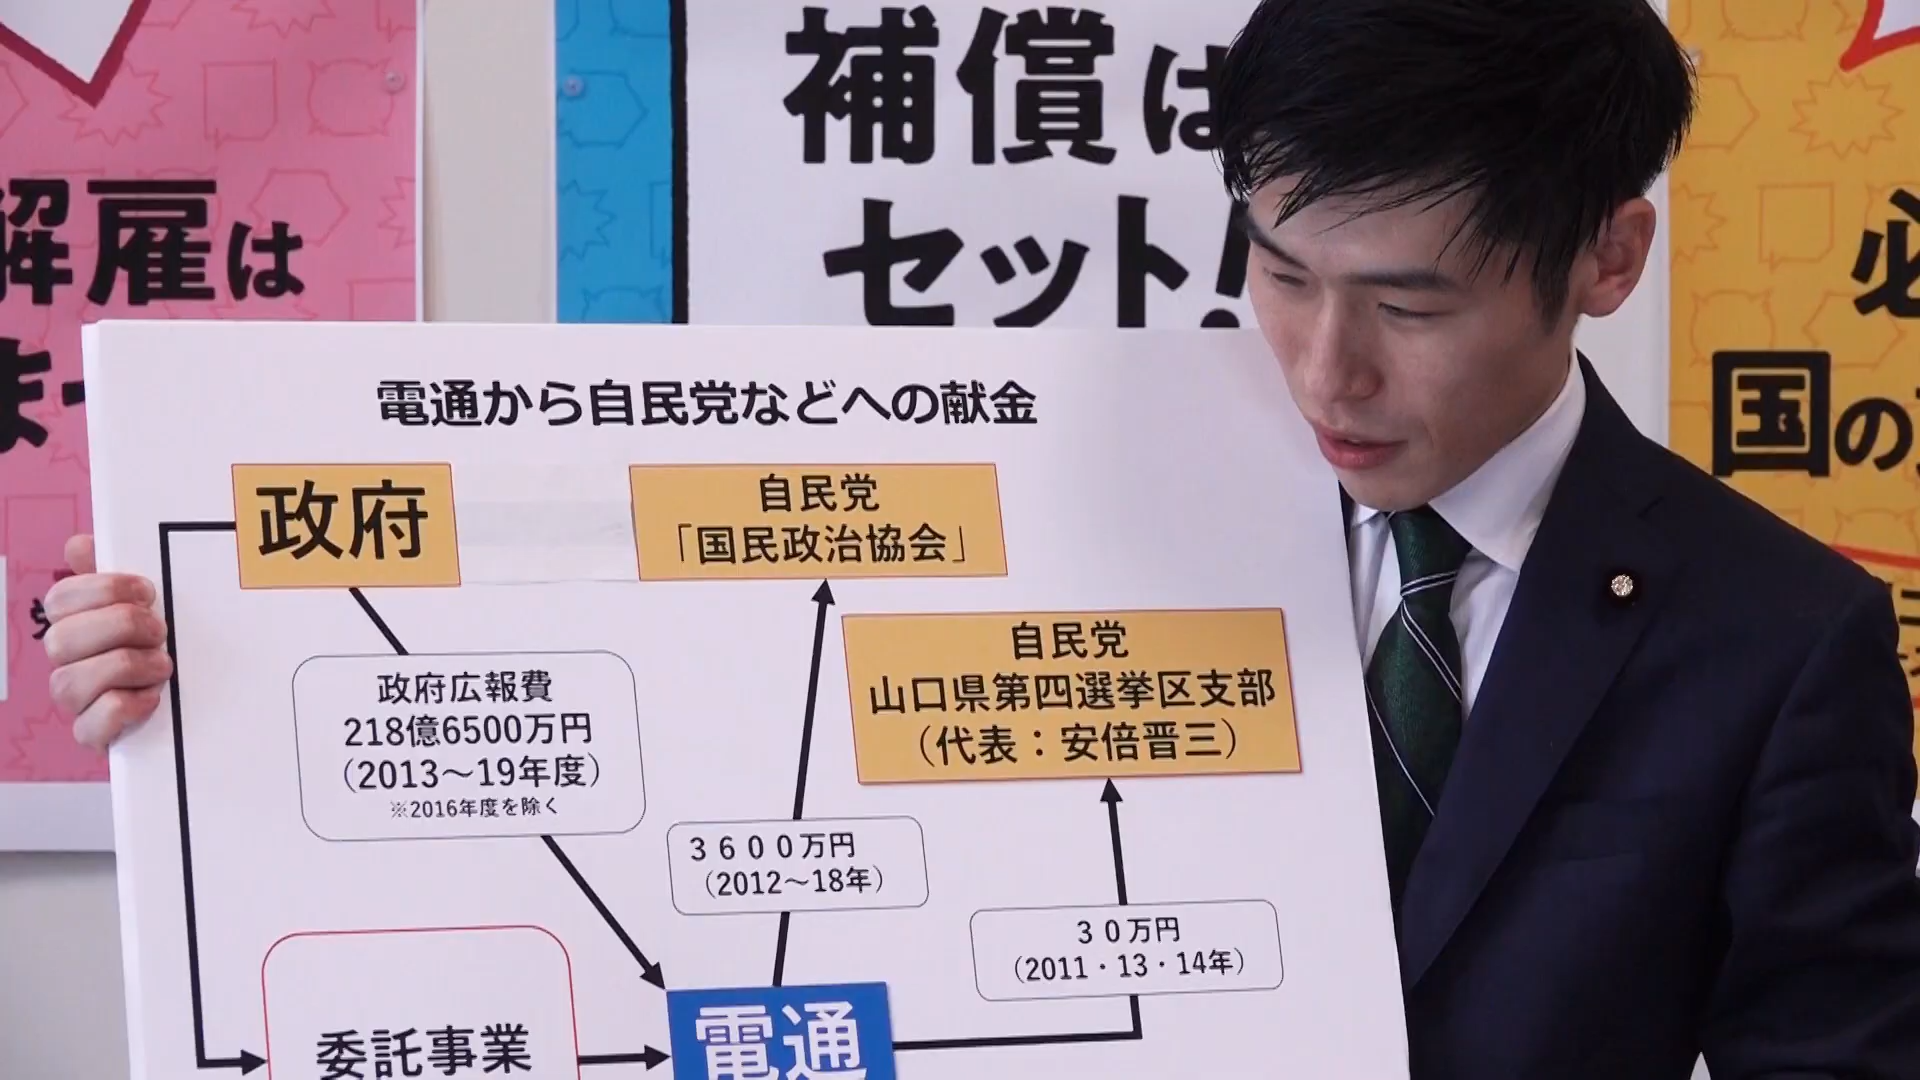 解雇は
補償は
セット!
国の
電通から自民党などへの献金
政府
自民党
「国民政治協会」
自民党
山口県第四選挙区支部
（代表：安倍晋三）
政府広報費
218億6500万円
（2013～19年度）
※2016年度を除く
３６００万円
（2012～18年）
３０万円
（2011・13・14年）
委託事業
電通